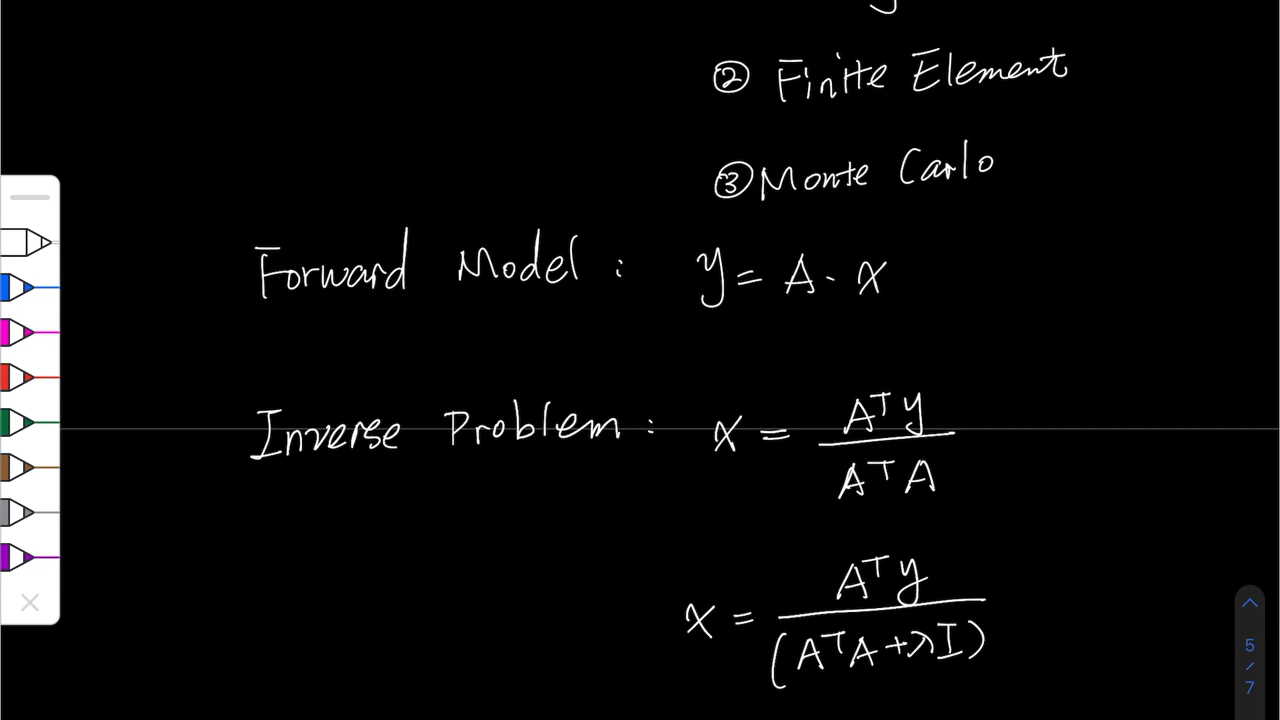 ② Finite Element
③ Monte Carlo
Forward Model : y = A · x
Inverse Problem : x = AᵀY / AᵀA
x = Aᵀy / (AᵀA + λI)
5 / 7